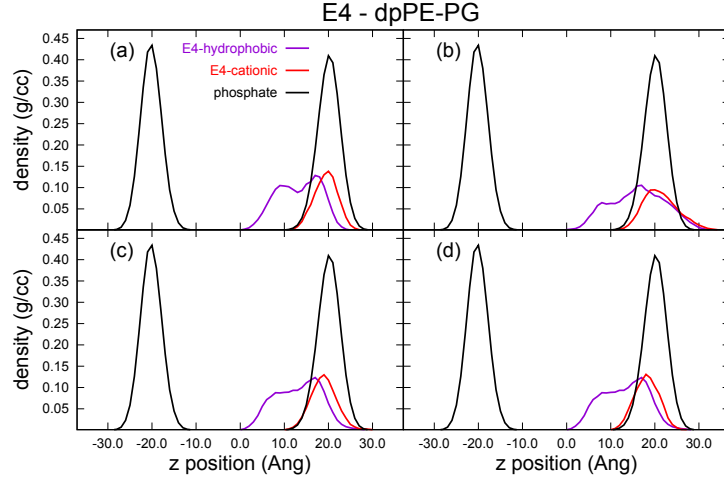 E4 - dpPE-PG
(a)
E4-hydrophobic
E4-cationic
phosphate
(b)
density (g/cc)
0.45
0.40
0.35
0.30
0.25
0.20
0.15
0.10
0.05
(c)
(d)
density (g/cc)
0.45
0.40
0.35
0.30
0.25
0.20
0.15
0.10
0.05
-30.0 -20.0 -10.0 0.0 10.0 20.0 30.0
-30.0 -20.0 -10.0 0.0 10.0 20.0 30.0
z position (Ang)
z position (Ang)